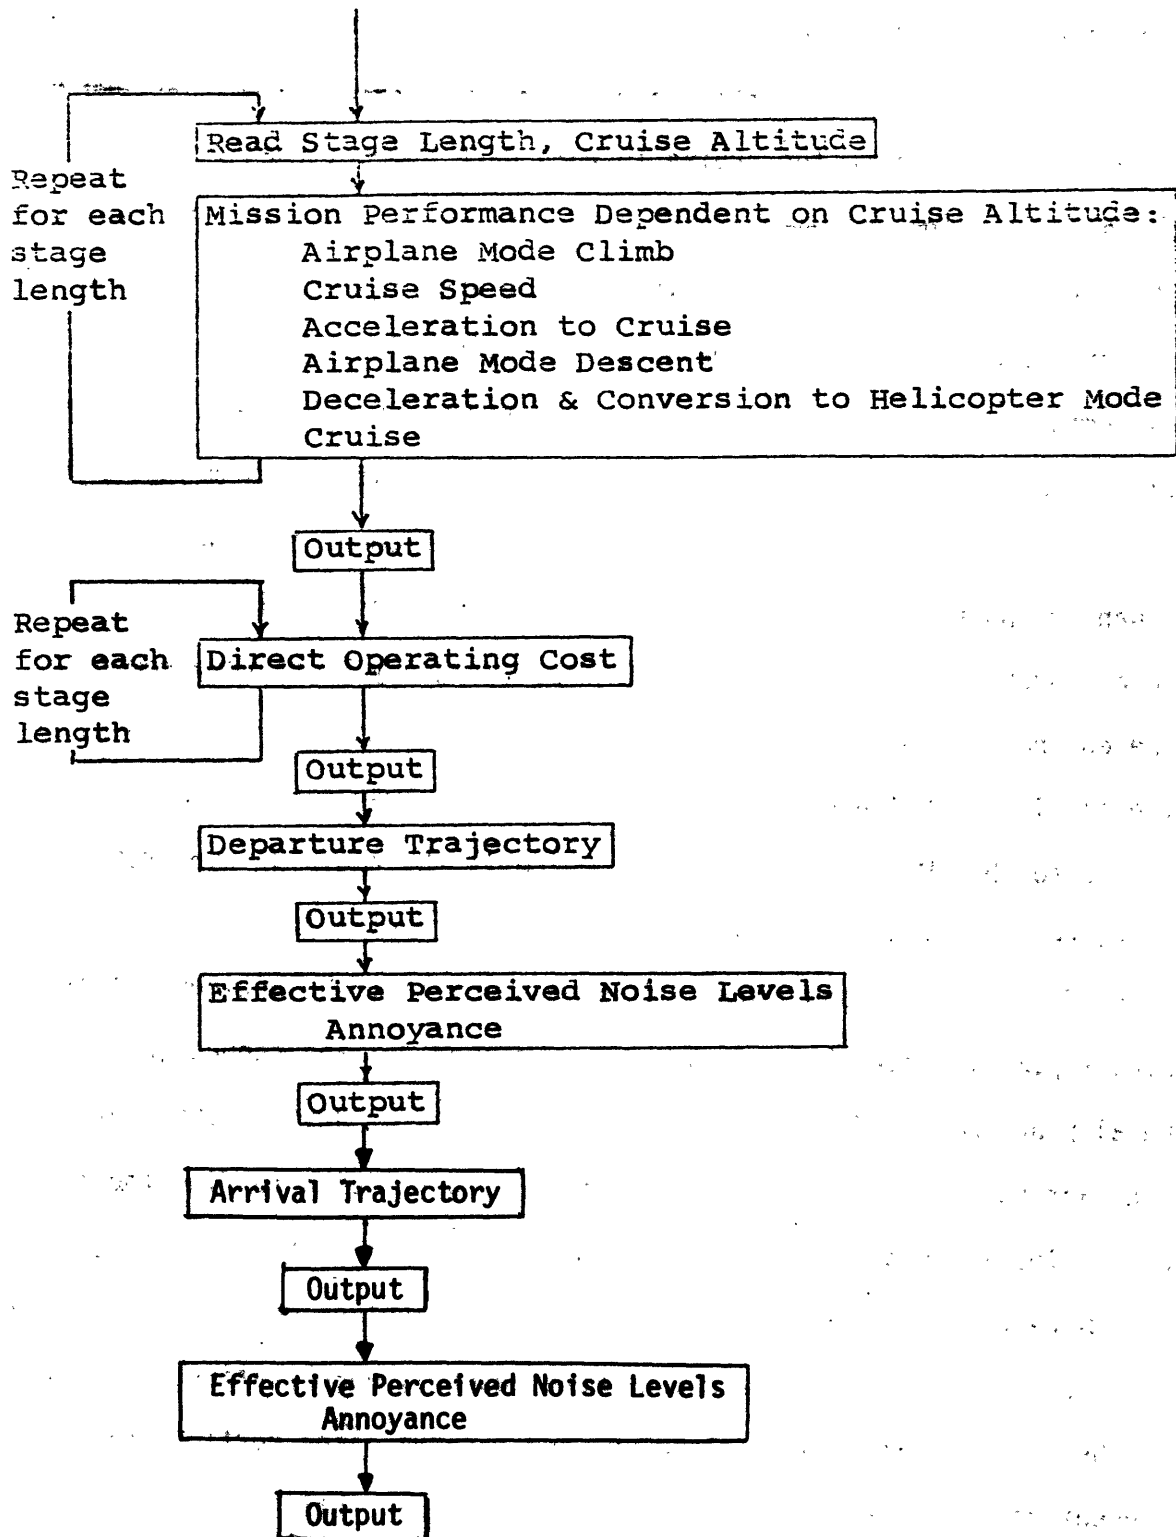 Read Stage Length, Cruise Altitude
Repeat
for each
stage
length
Mission Performance Dependent on Cruise Altitude:
Airplane Mode Climb
Cruise Speed
Acceleration to Cruise
Airplane Mode Descent
Deceleration & Conversion to Helicopter Mode
Cruise
Output
Repeat
for each
stage
length
Direct Operating Cost
Output
Departure Trajectory
Output
Effective Perceived Noise Levels
Annoyance
Output
Arrival Trajectory
Output
Effective Perceived Noise Levels
Annoyance
Output